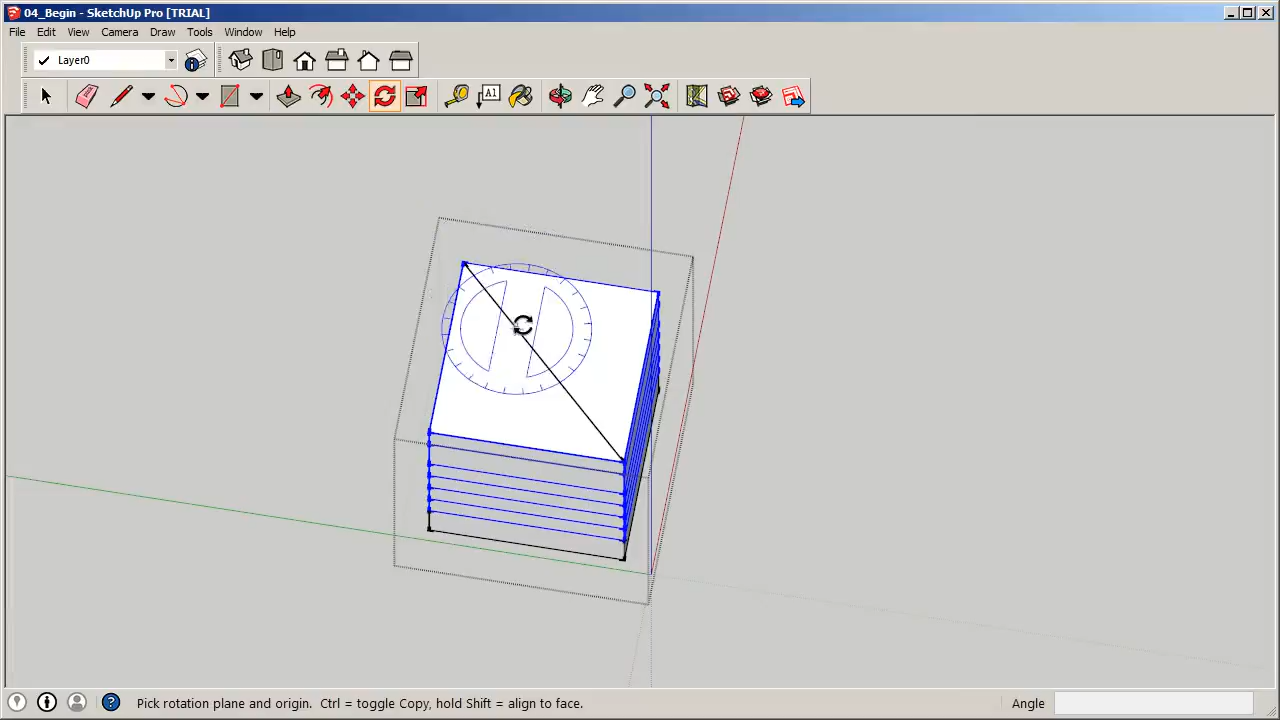 04_Begin - SketchUp Pro [TRIAL]
File Edit View Camera Draw Tools Window Help
Layer0
A1
Pick rotation plane and origin. Ctrl = toggle Copy, hold Shift = align to face.
Angle